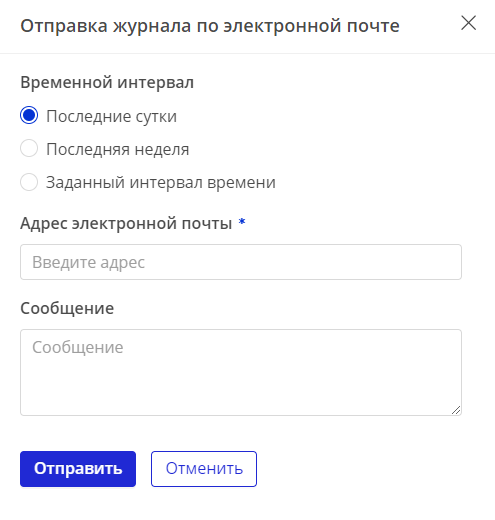 Отправка журнала по электронной почте
Временной интервал
Последние сутки
Последняя неделя
Заданный интервал времени
Адрес электронной почты *
Введите адрес
Сообщение
Сообщение
Отправить Отменить